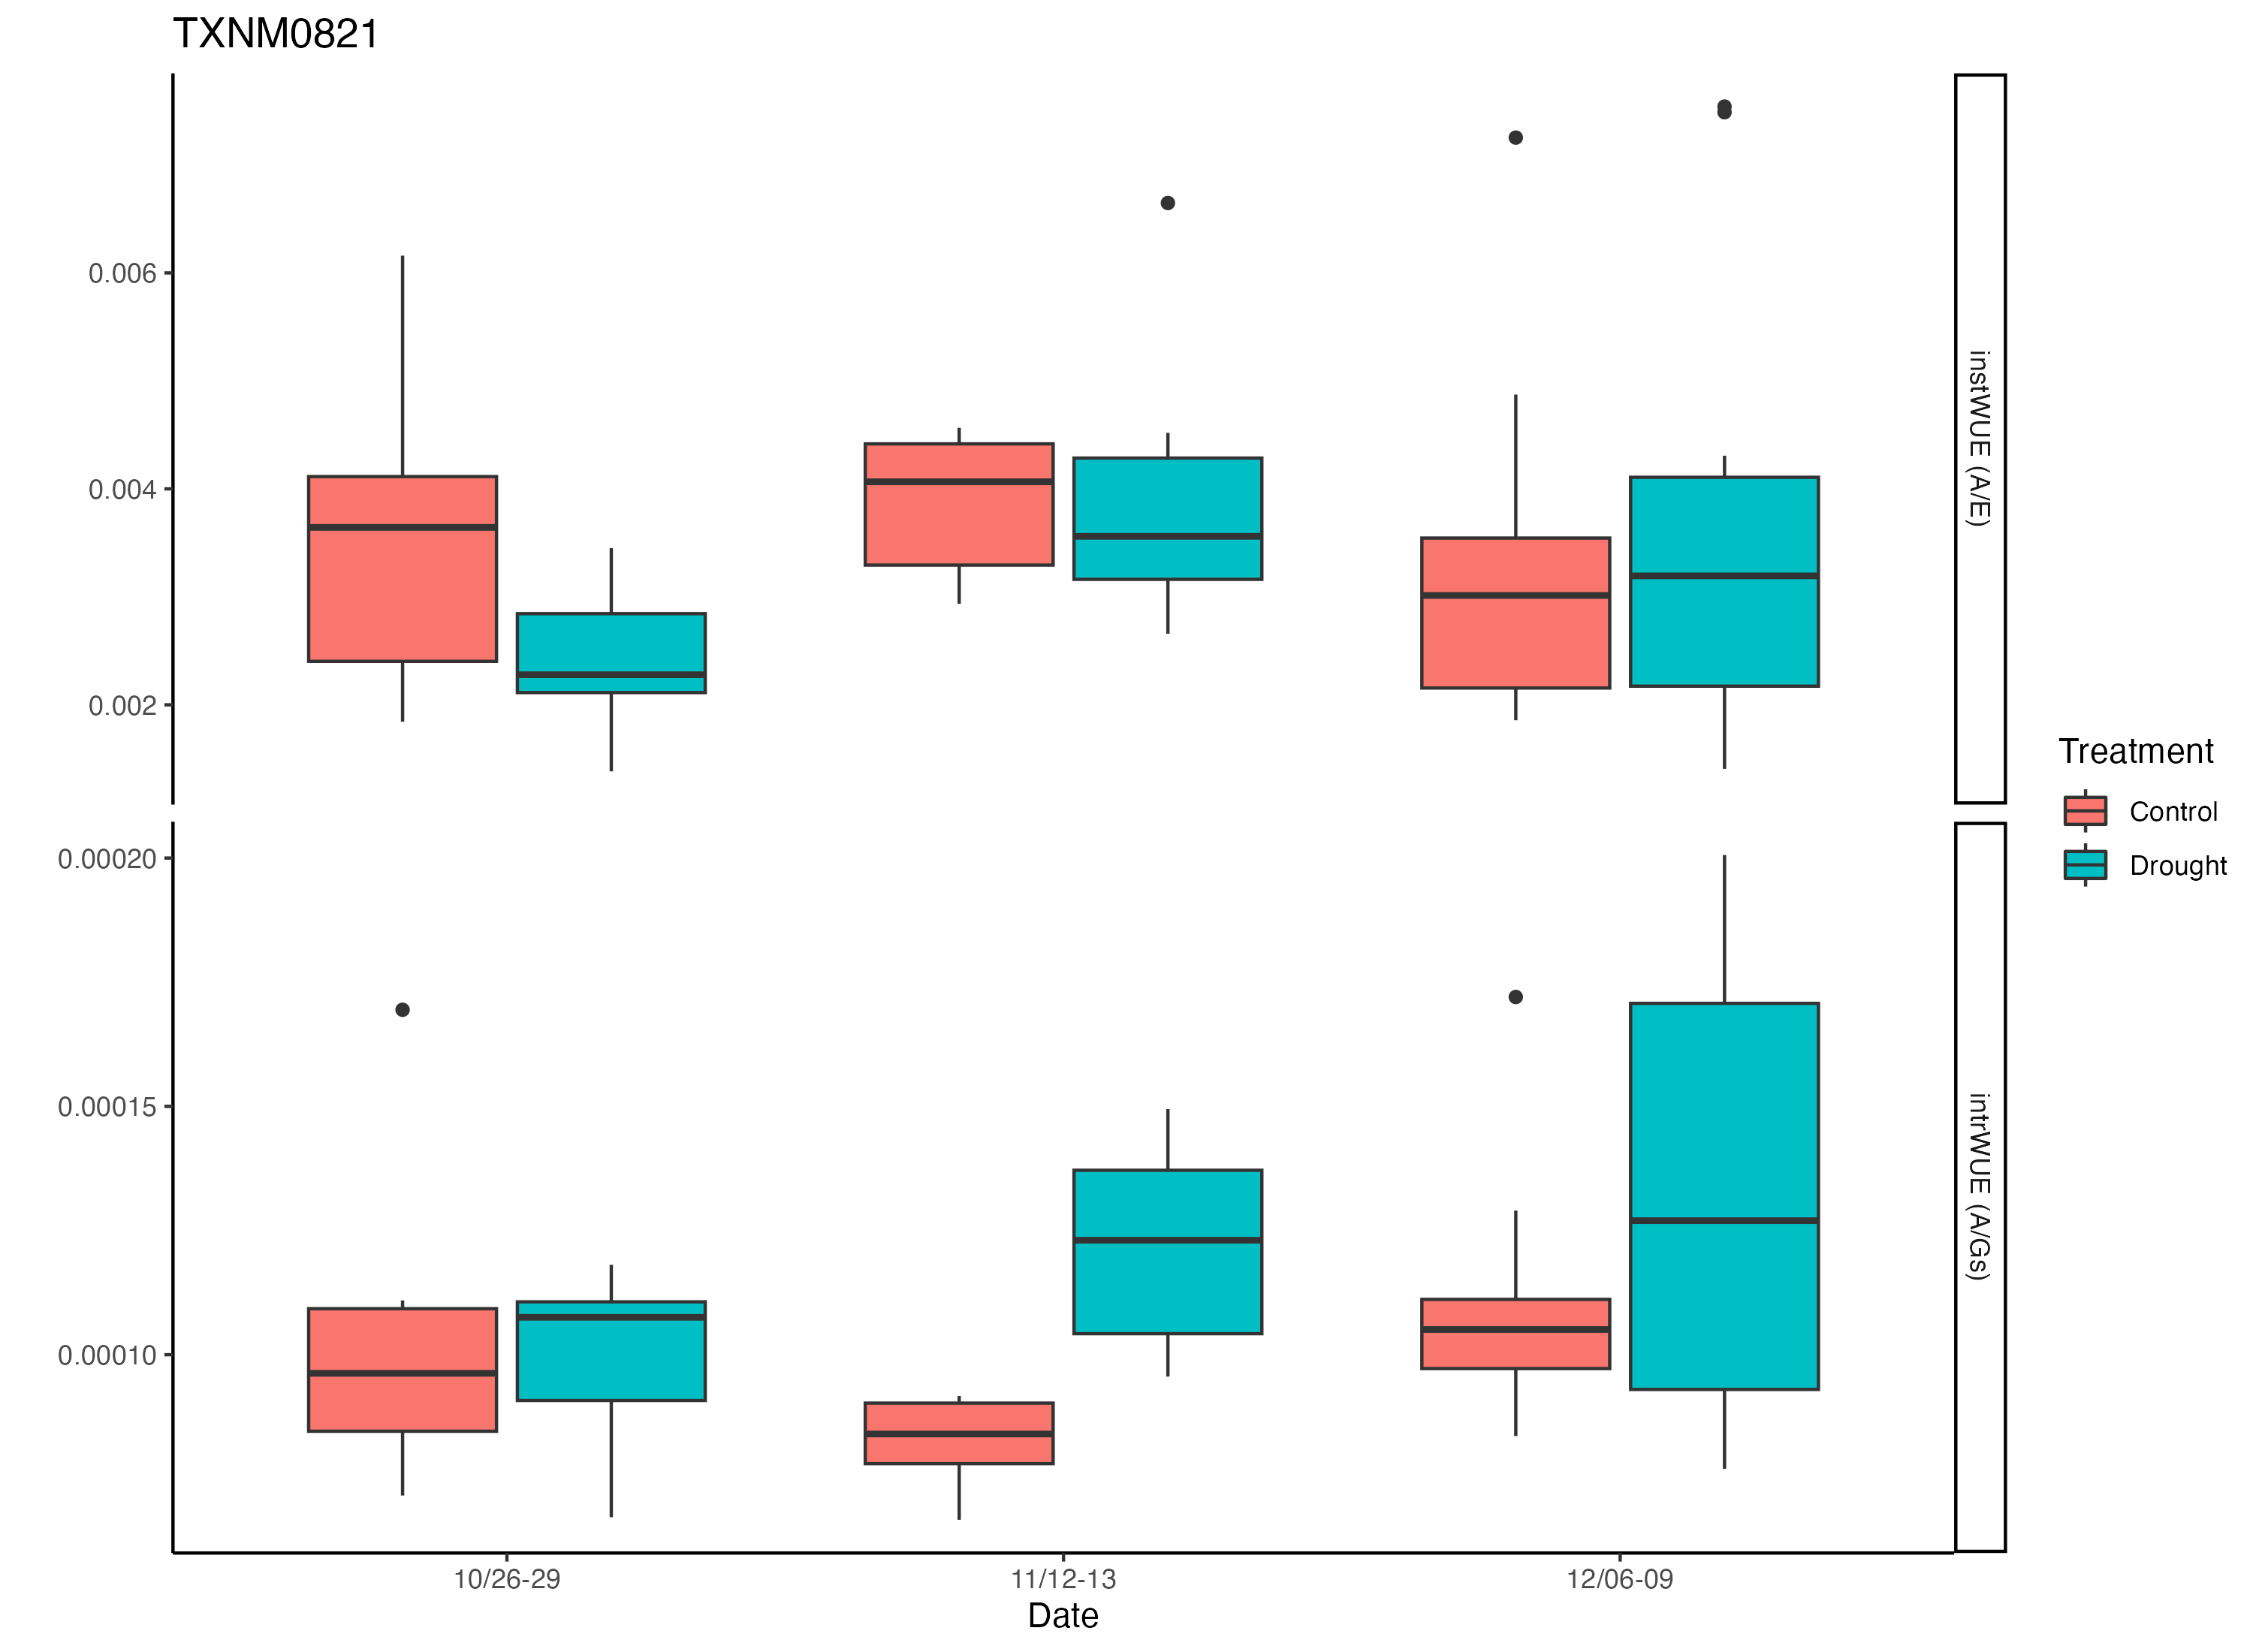 TXNM0821
0.006
0.004
0.002
instWUE (A/E)
0.00020
0.00015
0.00010
intrWUE (A/Gs)
10/26-29
11/12-13
12/06-09
Date
Treatment
Control
Drought